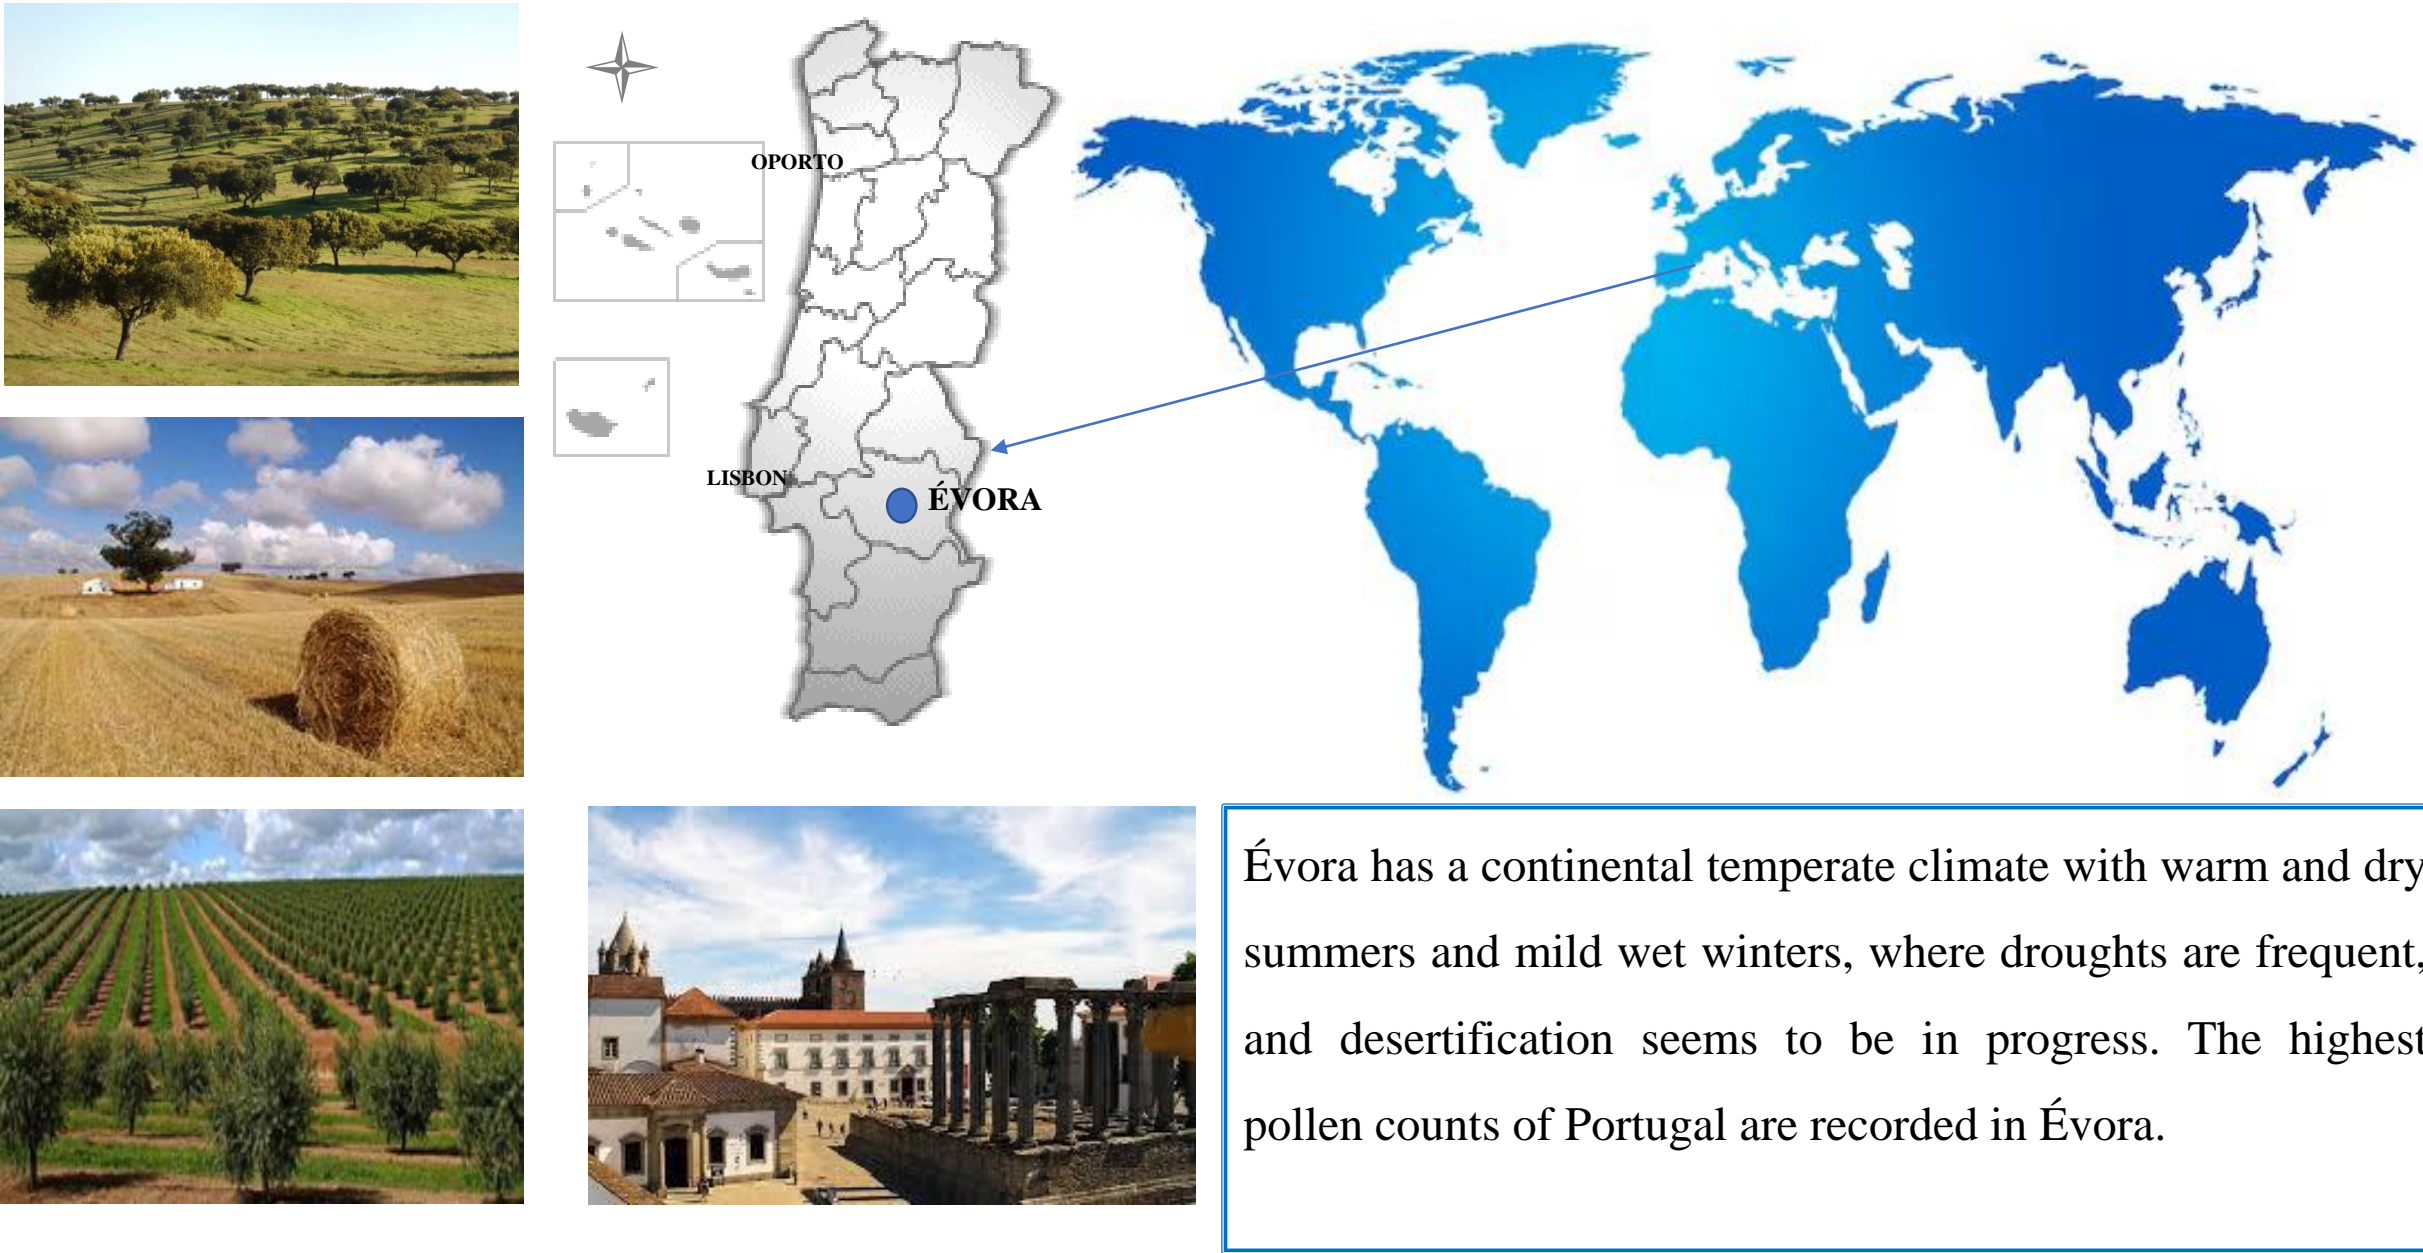 OPORTO
LISBON
ÉVORA
Évora has a continental temperate climate with warm and dry
summers and mild wet winters, where droughts are frequent,
and desertification seems to be in progress. The highest
pollen counts of Portugal are recorded in Évora.